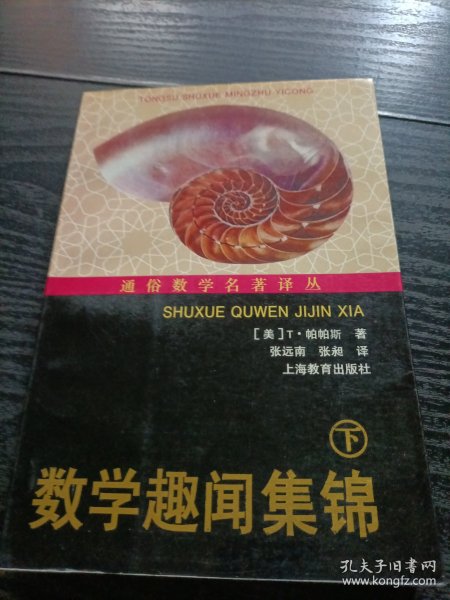 TONGSU SHUXUE MINGZHU YICONG
通俗数学名著译丛
SHUXUE QUWEN JIJIN XIA
[美]T·帕帕斯 著
张远南 张昶 译
上海教育出版社
下
数学趣闻集锦
孔夫子旧书网
www.kongfz.com